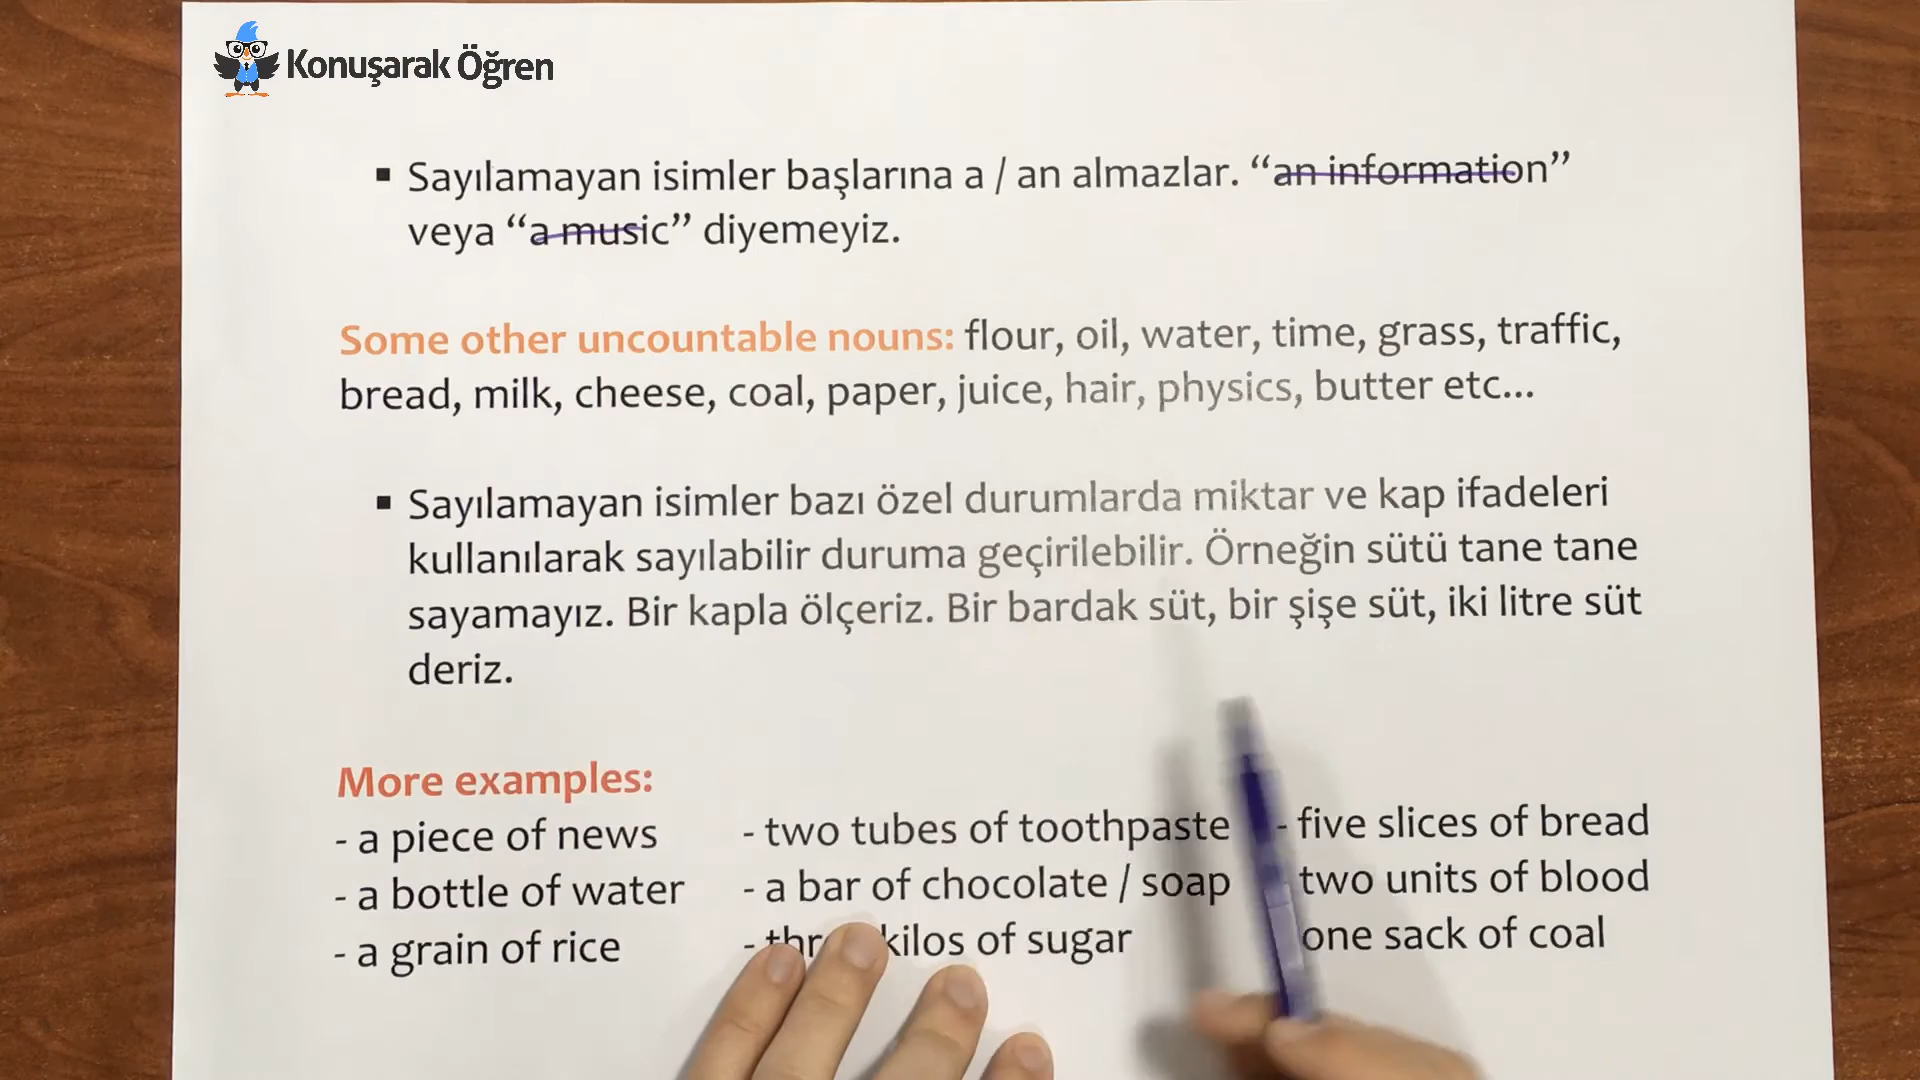 Konuşarak Öğren
▪ Sayılamayan isimler başlarına a / an almazlar. “an information”
veya “a music” diyemeyiz.
Some other uncountable nouns: flour, oil, water, time, grass, traffic,
bread, milk, cheese, coal, paper, juice, hair, physics, butter etc...
▪ Sayılamayan isimler bazı özel durumlarda miktar ve kap ifadeleri
kullanılarak sayılabilir duruma geçirilebilir. Örneğin sütü tane tane
sayamayız. Bir kapla ölçeriz. Bir bardak süt, bir şişe süt, iki litre süt
deriz.
More examples:
- a piece of news
- a bottle of water
- a grain of rice
- two tubes of toothpaste
- a bar of chocolate / soap
- kilos of sugar
- five slices of bread
two units of blood
one sack of coal